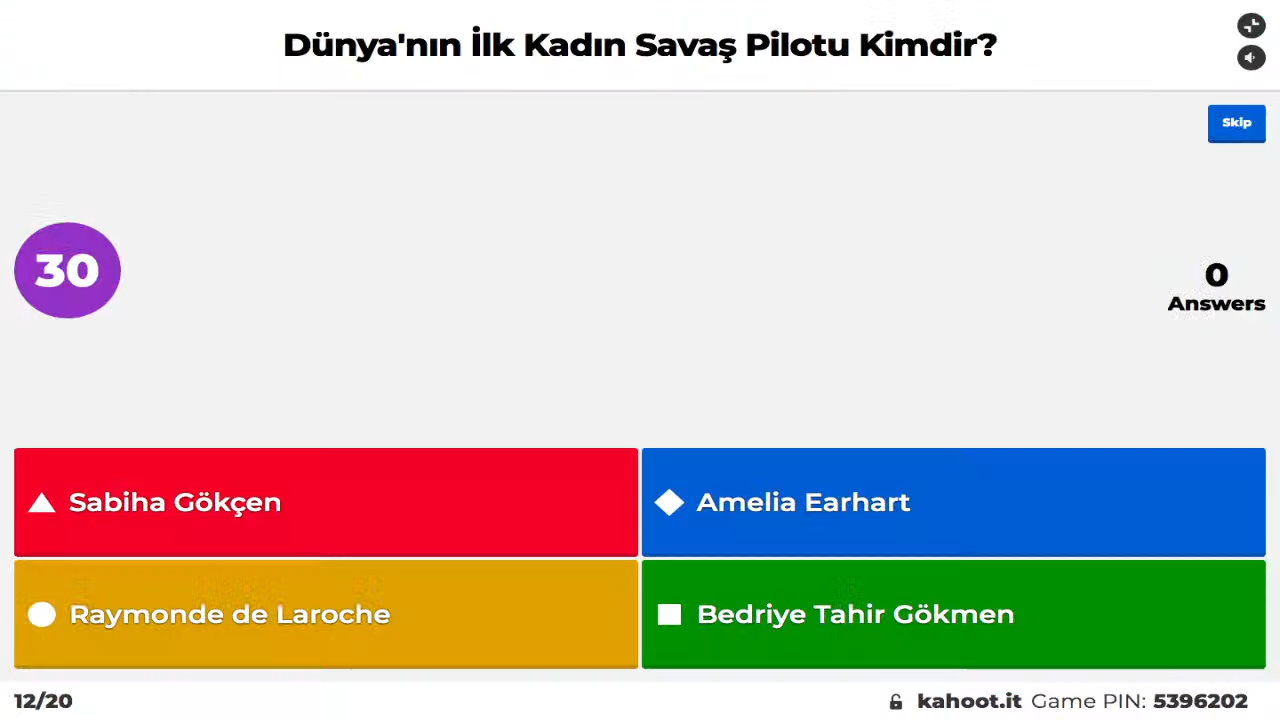 Dünya'nın İlk Kadın Savaş Pilotu Kimdir?
Skip
30
0
Answers
Sabiha Gökçen
Amelia Earhart
Raymonde de Laroche
Bedriye Tahir Gökmen
12/20
kahoot.it Game PIN: 5396202